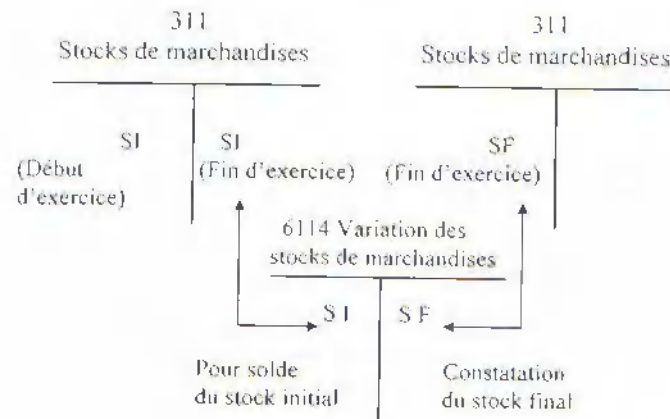 311
Stocks de marchandises
311
Stocks de marchandises
SI
(Début
d'exercice)
SI
(Fin d'exercice)
SF
(Fin d'exercice)
6114 Variation des
stocks de marchandises
SI
SF
Pour solde
du stock initial
Constatation
du stock final